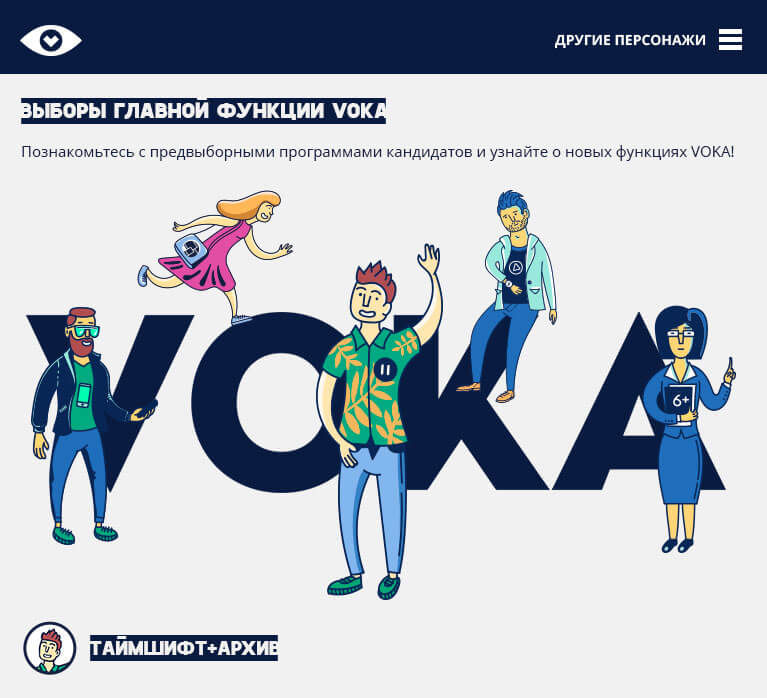 ДРУГИЕ ПЕРСОНАЖИ
ВЫБОРЫ ГЛАВНОЙ ФУНКЦИИ VOKA
Познакомьтесь с предвыборными программами кандидатов и узнайте о новых функциях VOKA!
VOKA
6+
ТАЙМШИФТ+АРХИВ